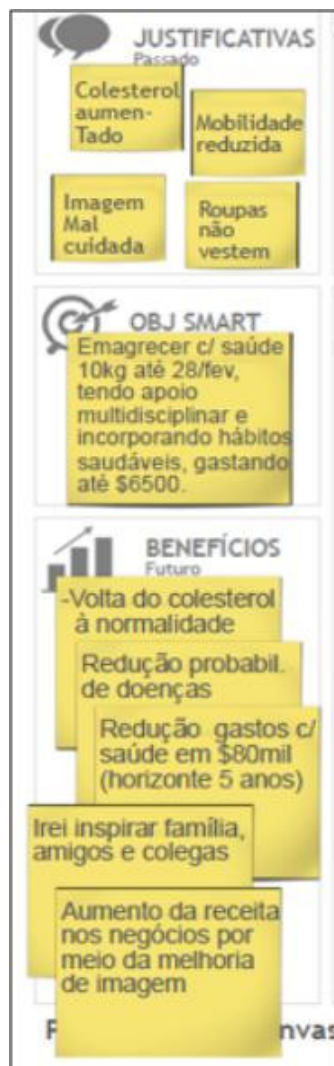 JUSTIFICATIVAS
Passado
Colesterol
aumen-
Tado
Mobilidade
reduzida
Imagem
Mal
cuidada
Roupas
não
vestem
OBJ SMART
Emagrecer c/ saúde
10kg até 28/fev,
tendo apoio
multidisciplinar e
incorporando hábitos
saudáveis, gastando
até $6500.
BENEFÍCIOS
Futuro
-Volta do colesterol
à normalidade
Redução probabil.
de doenças
Redução gastos c/
saúde em $80mil
(horizonte 5 anos)
Irei inspirar família,
amigos e colegas
Aumento da receita
nos negócios por
meio da melhoria
de imagem